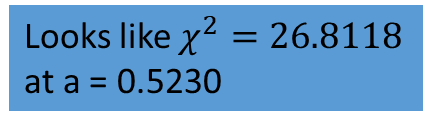 Looks like χ² = 26.8118
at a = 0.5230